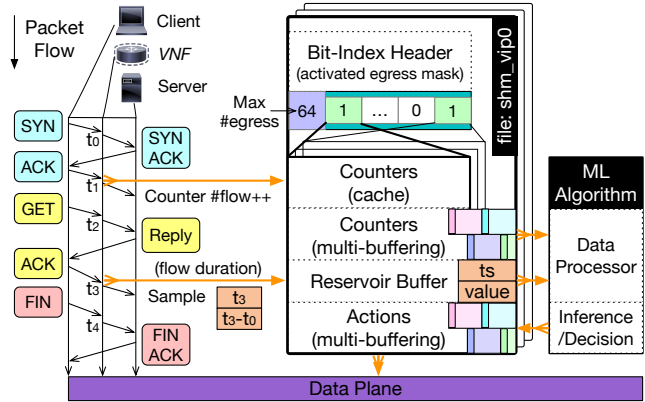 Packet
Flow
Client
VNF
Server
SYN
t0
SYN
ACK
ACK
t1
Counter #flow++
GET
t2
Reply
ACK
(flow duration)
t3
Sample
t3
t3-t0
FIN
t4
FIN
ACK
Bit-Index Header
(activated egress mask)
Max
#egress
64
1
...
0
1
file: shm_vip0
Counters
(cache)
Counters
(multi-buffering)
Reservoir Buffer
ts
value
Actions
(multi-buffering)
ML
Algorithm
Data
Processor
Inference
/Decision
Data Plane